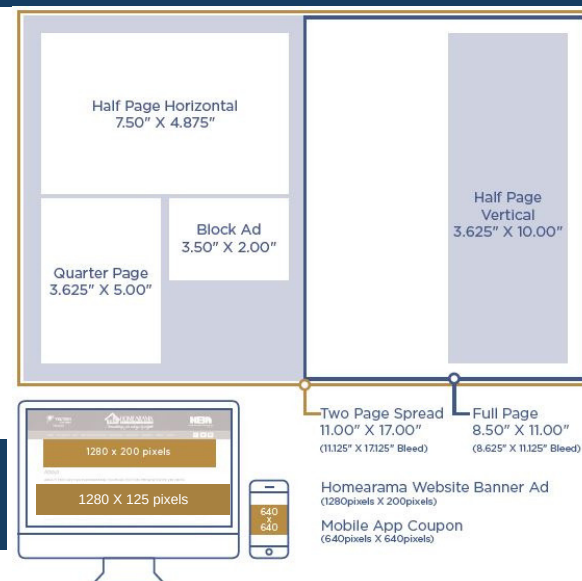 Half Page Horizontal
7.50" X 4.875"
Block Ad
3.50" X 2.00"
Quarter Page
3.625" X 5.00"
Half Page
Vertical
3.625" X 10.00"
Two Page Spread
11.00" X 17.00"
(11.125" X 17.125" Bleed)
Full Page
8.50" X 11.00"
(8.625" X 11.125" Bleed)
HOMEARAMA
HBA
1280 x 200 pixels
1280 X 125 pixels
640
X
640
Homearama Website Banner Ad
(1280pixels X 200pixels)
Mobile App Coupon
(640pixels X 640pixels)